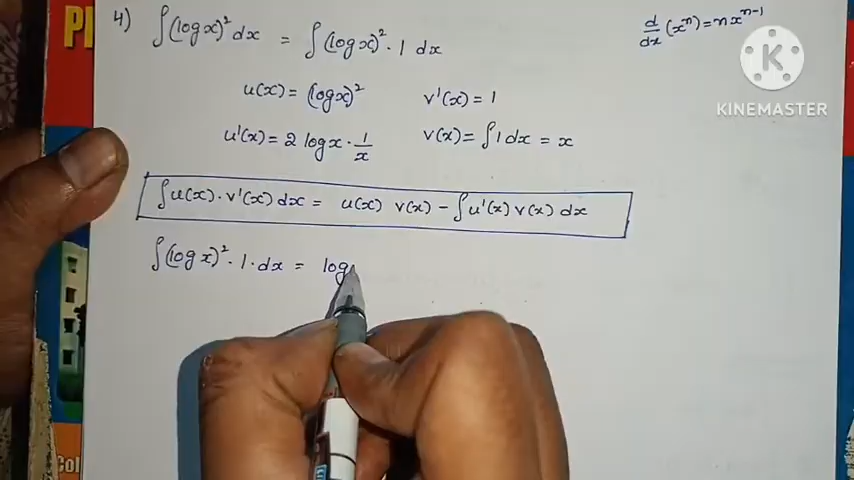 4) ∫(log x)² dx = ∫(log x)² · 1 dx
d/dx (xⁿ) = n xⁿ⁻¹
KINEMASTER
u(x) = (log x)² v'(x) = 1
u'(x) = 2 log x · 1/x v(x) = ∫1 dx = x
∫u(x) · v'(x) dx = u(x) v(x) - ∫u'(x) v(x) dx
∫(log x)² · 1 · dx = log